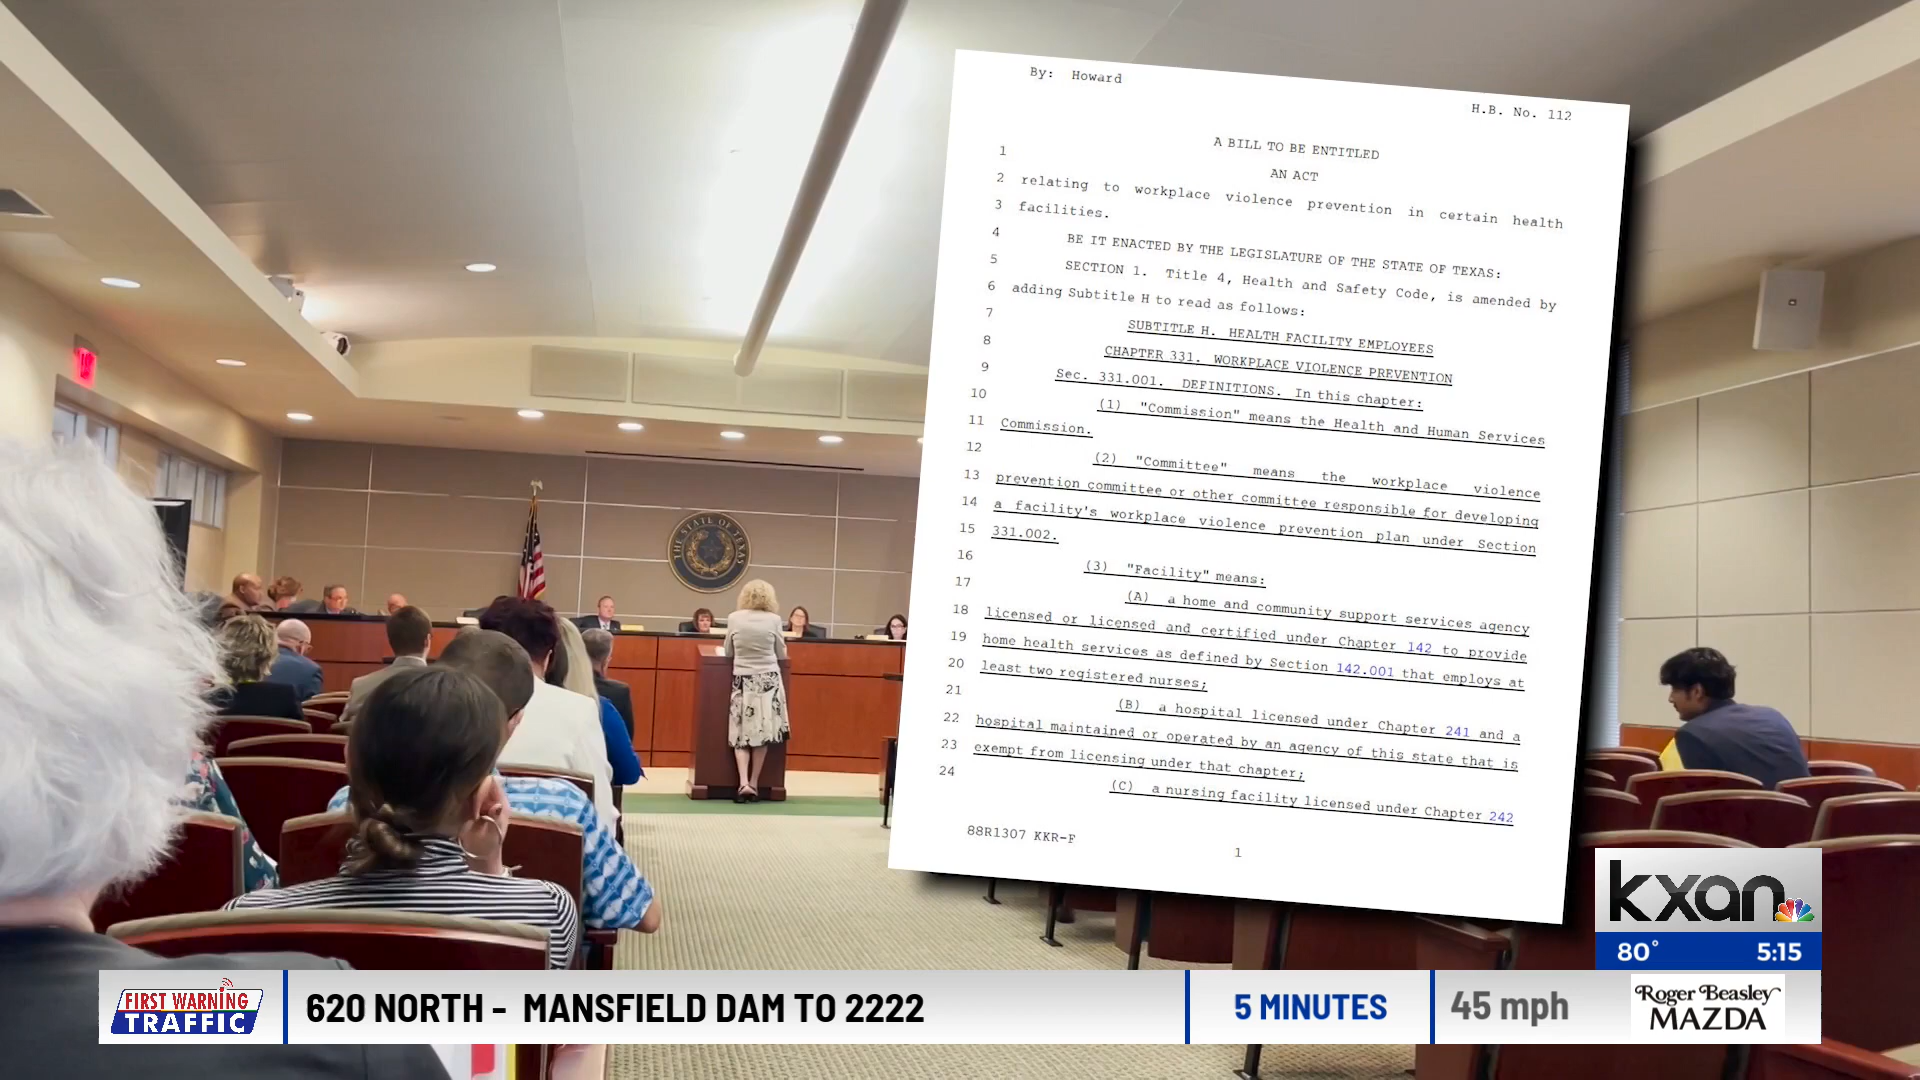 By: Howard
H.B. No. 112
A BILL TO BE ENTITLED
1
AN ACT
2 relating to workplace violence prevention in certain health
3 facilities.
4 BE IT ENACTED BY THE LEGISLATURE OF THE STATE OF TEXAS:
5 SECTION 1. Title 4, Health and Safety Code, is amended by
6 adding Subtitle H to read as follows:
7 SUBTITLE H. HEALTH FACILITY EMPLOYEES
8 CHAPTER 331. WORKPLACE VIOLENCE PREVENTION
9 Sec. 331.001. DEFINITIONS. In this chapter:
10 (1) "Commission" means the Health and Human Services
11 Commission.
12 (2) "Committee" means the workplace violence
13 prevention committee or other committee responsible for developing
14 a facility's workplace violence prevention plan under Section
15 331.002.
16 (3) "Facility" means:
17 (A) a home and community support services agency
18 licensed or licensed and certified under Chapter 142 to provide
19 home health services as defined by Section 142.001 that employs at
20 least two registered nurses;
21 (B) a hospital licensed under Chapter 241 and a
22 hospital maintained or operated by an agency of this state that is
23 exempt from licensing under that chapter;
24 (C) a nursing facility licensed under Chapter 242
88R1307 KKR-F
1
THE STATE OF TEXAS
kxan
80° 5:15
FIRST WARNING
TRAFFIC
620 NORTH - MANSFIELD DAM TO 2222
5 MINUTES
45 mph
Roger Beasley
MAZDA